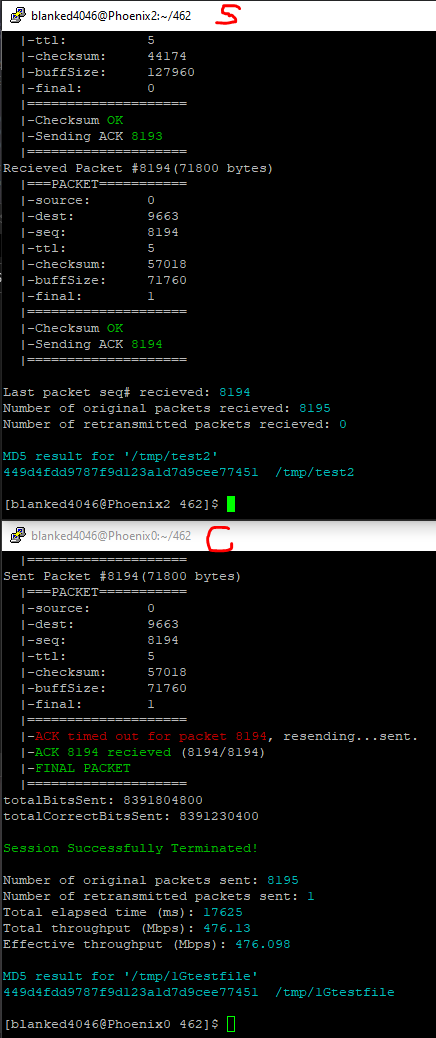 blanked4046@Phoenix2:~/462 S
|-ttl: 5
|-checksum: 44174
|-buffSize: 127960
|-final: 0
|===================
|-Checksum OK
|-Sending ACK 8193
|===================
Recieved Packet #8194(71800 bytes)
|===PACKET===========
|-source: 0
|-dest: 9663
|-seq: 8194
|-ttl: 5
|-checksum: 57018
|-buffSize: 71760
|-final: 1
|===================
|-Checksum OK
|-Sending ACK 8194
|===================
Last packet seq# recieved: 8194
Number of original packets recieved: 8195
Number of retransmitted packets recieved: 0
MD5 result for '/tmp/test2'
449d4fdd9787f9d123a1d7d9cee77451  /tmp/test2
[blanked4046@Phoenix2 462]$
blanked4046@Phoenix0:~/462 C
|===================
Sent Packet #8194(71800 bytes)
|===PACKET===========
|-source: 0
|-dest: 9663
|-seq: 8194
|-ttl: 5
|-checksum: 57018
|-buffSize: 71760
|-final: 1
|===================
|-ACK timed out for packet 8194, resending...sent.
|-ACK 8194 recieved (8194/8194)
|-FINAL PACKET
|===================
totalBitsSent: 8391804800
totalCorrectBitsSent: 8391230400
Session Successfully Terminated!
Number of original packets sent: 8195
Number of retransmitted packets sent: 1
Total elapsed time (ms): 17625
Total throughput (Mbps): 476.13
Effective throughput (Mbps): 476.098
MD5 result for '/tmp/1Gtestfile'
449d4fdd9787f9d123a1d7d9cee77451  /tmp/1Gtestfile
[blanked4046@Phoenix0 462]$